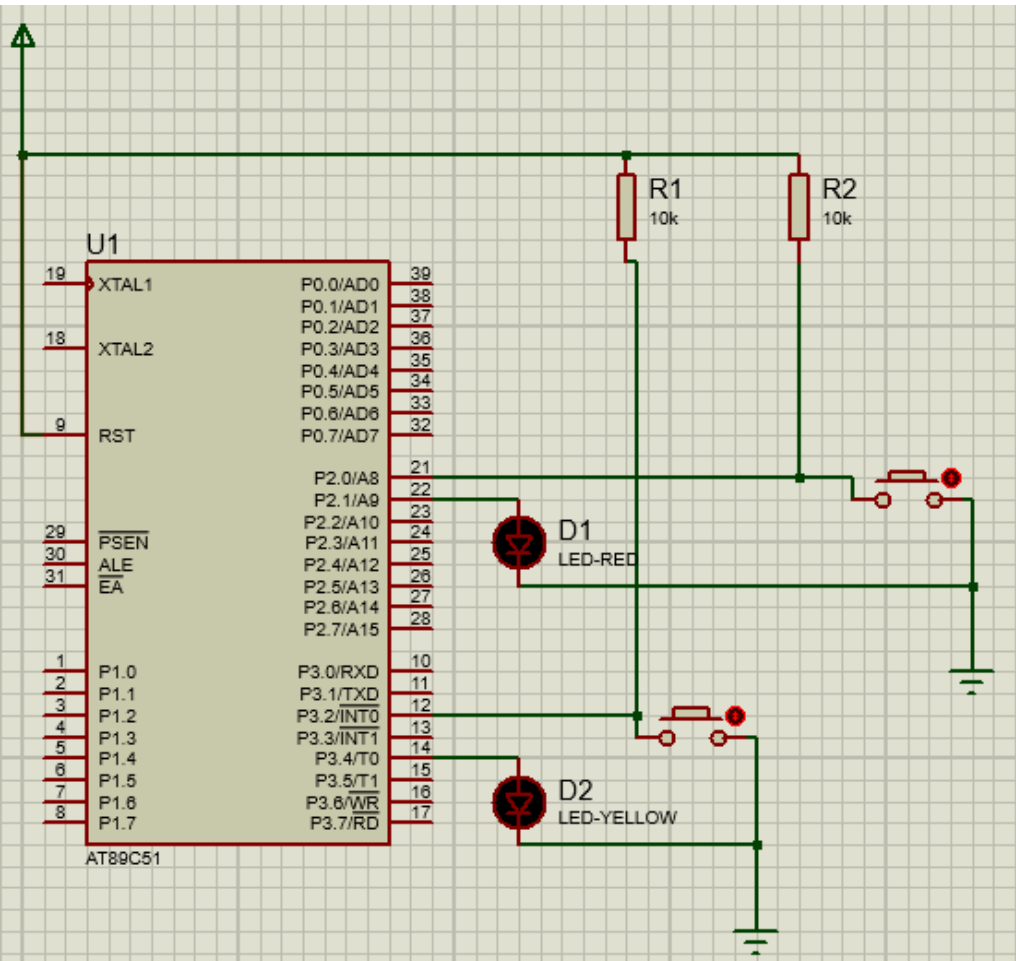 R1
10k
R2
10k
U1
19 XTAL1
18 XTAL2
9 RST
29 PSEN
30 ALE
31 EA
1 P1.0
2 P1.1
3 P1.2
4 P1.3
5 P1.4
6 P1.5
7 P1.6
8 P1.7
P0.0/AD0 39
P0.1/AD1 38
P0.2/AD2 37
P0.3/AD3 36
P0.4/AD4 35
P0.5/AD5 34
P0.6/AD6 33
P0.7/AD7 32
P2.0/A8 21
P2.1/A9 22
P2.2/A10 23
P2.3/A11 24
P2.4/A12 25
P2.5/A13 26
P2.6/A14 27
P2.7/A15 28
P3.0/RXD 10
P3.1/TXD 11
P3.2/INT0 12
P3.3/INT1 13
P3.4/T0 14
P3.5/T1 15
P3.6/WR 16
P3.7/RD 17
AT89C51
D1
LED-RED
D2
LED-YELLOW